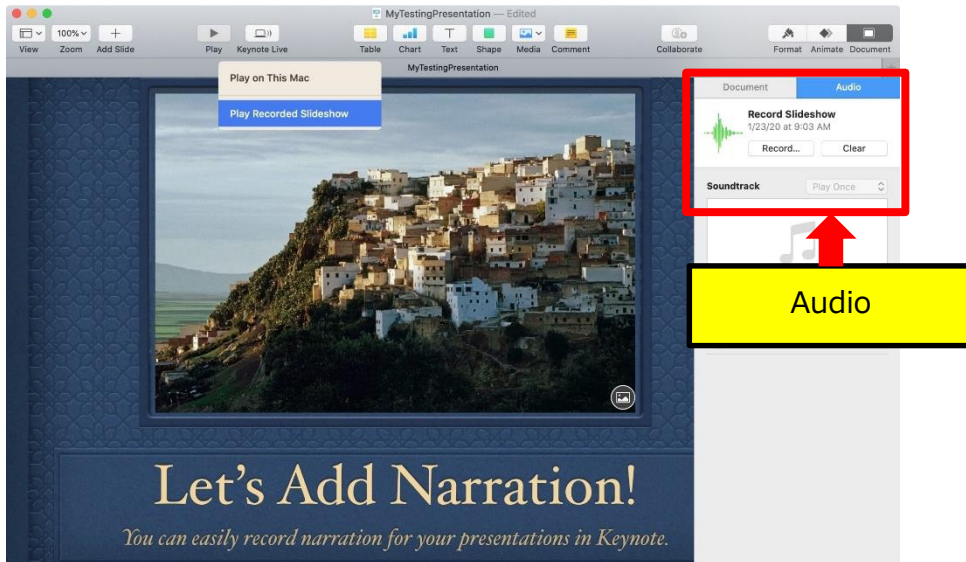 MyTestingPresentation — Edited
100%
View Zoom Add Slide Play Keynote Live Table Chart Text Shape Media Comment Collaborate Format Animate Document
MyTestingPresentation
Play on This Mac
Play Recorded Slideshow
Document Audio
Record Slideshow
1/23/20 at 9:03 AM
Record... Clear
Soundtrack Play Once
Audio
Let's Add Narration!
You can easily record narration for your presentations in Keynote.